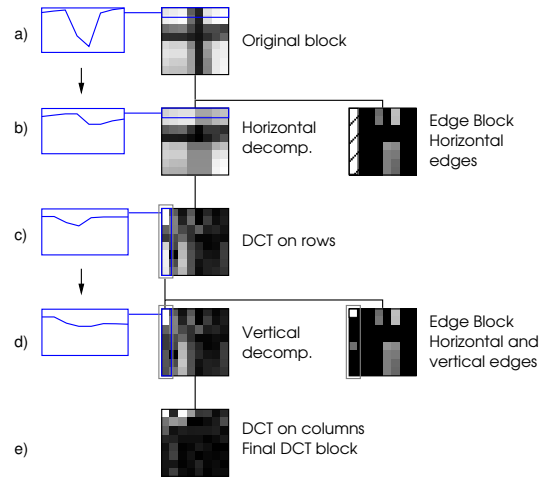 a)
Original block
b)
Horizontal
decomp.
Edge Block
Horizontal
edges
c)
DCT on rows
d)
Vertical
decomp.
Edge Block
Horizontal and
vertical edges
e)
DCT on columns
Final DCT block